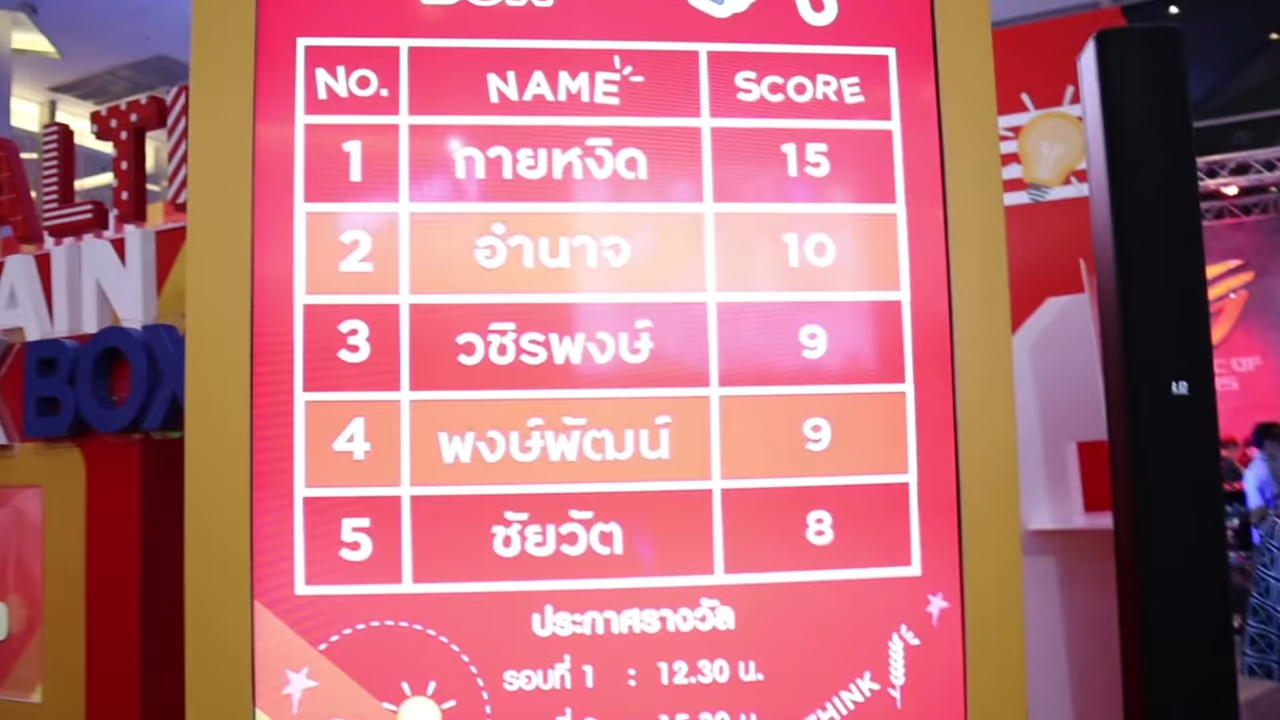 NO. NAME SCORE
1 กายหงิด 15
2 อำนาจ 10
3 วชิรพงษ์ 9
4 พงษ์พัฒน์ 9
5 ชัยวัต 8
ประกาศรางวัล
รอบที่ 1 : 12.30 น.
THINK
AIN
BOX